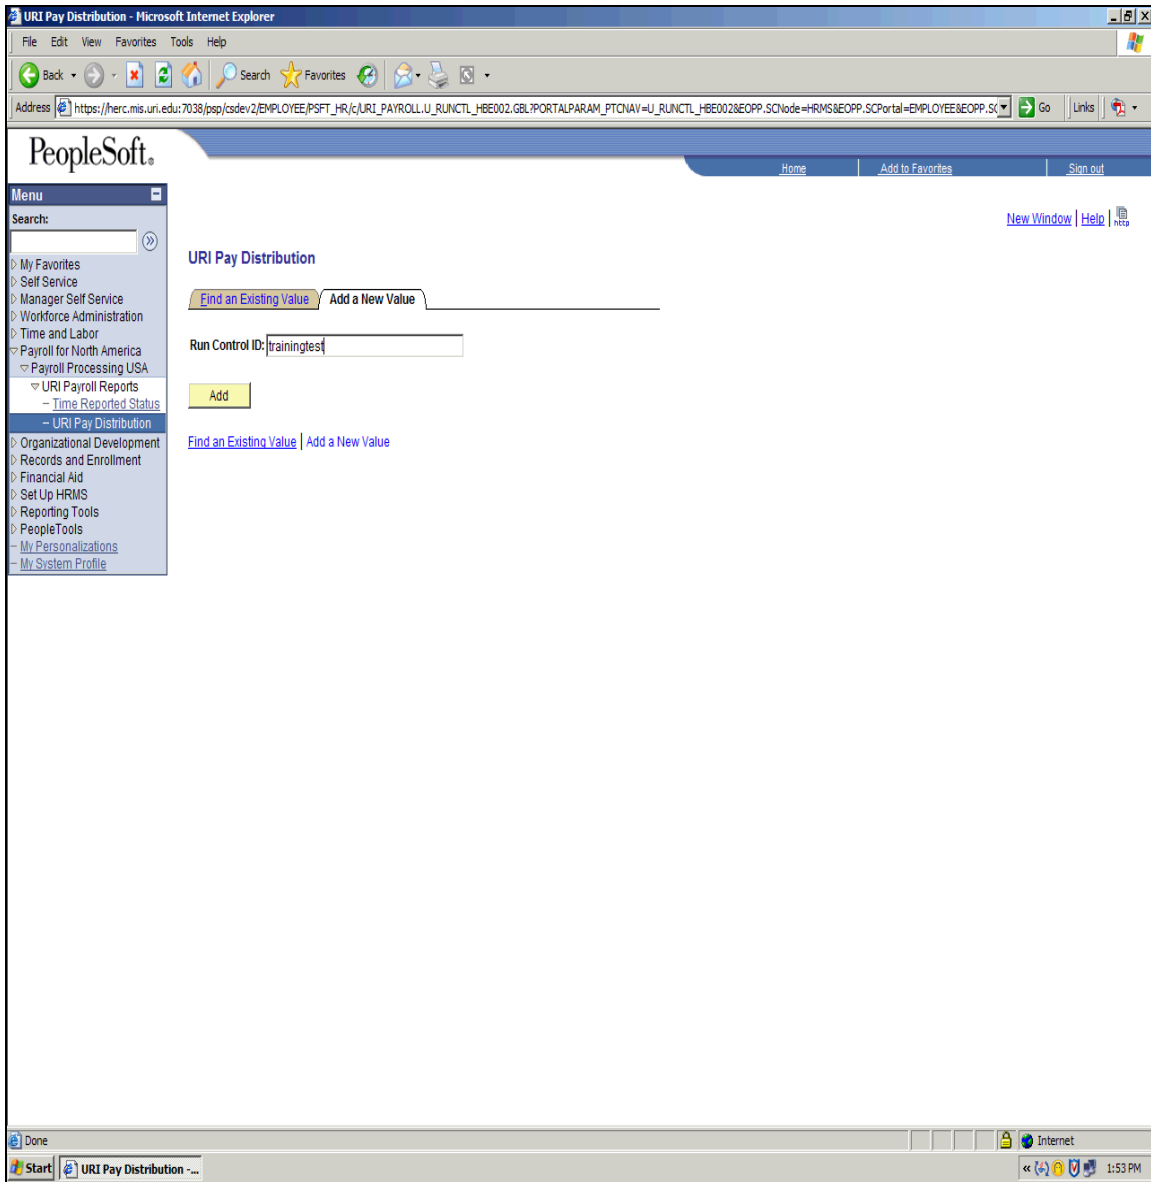 URI Pay Distribution - Microsoft Internet Explorer
File Edit View Favorites Tools Help
Back Search Favorites
Address https://herc.mis.uri.edu:7038/psp/csdev2/EMPLOYEE/PSFT_HR/c/URI_PAYROLL.U_RUNCTL_HBE002.GBL?PORTALPARAM_PTCNAV=U_RUNCTL_HBE002&EOPP.SCNode=HRMS&EOPP.SCPortal=EMPLOYEE&EOPP.SC Go Links
PeopleSoft®
Home Add to Favorites Sign out
Menu
Search:
New Window | Help | http
My Favorites
Self Service
Manager Self Service
Workforce Administration
Time and Labor
Payroll for North America
Payroll Processing USA
URI Payroll Reports
– Time Reported Status
– URI Pay Distribution
Organizational Development
Records and Enrollment
Financial Aid
Set Up HRMS
Reporting Tools
PeopleTools
– My Personalizations
– My System Profile
URI Pay Distribution
Find an Existing Value Add a New Value
Run Control ID: trainingtest
Add
Find an Existing Value | Add a New Value
Done Internet
Start URI Pay Distribution -... « 1:53 PM